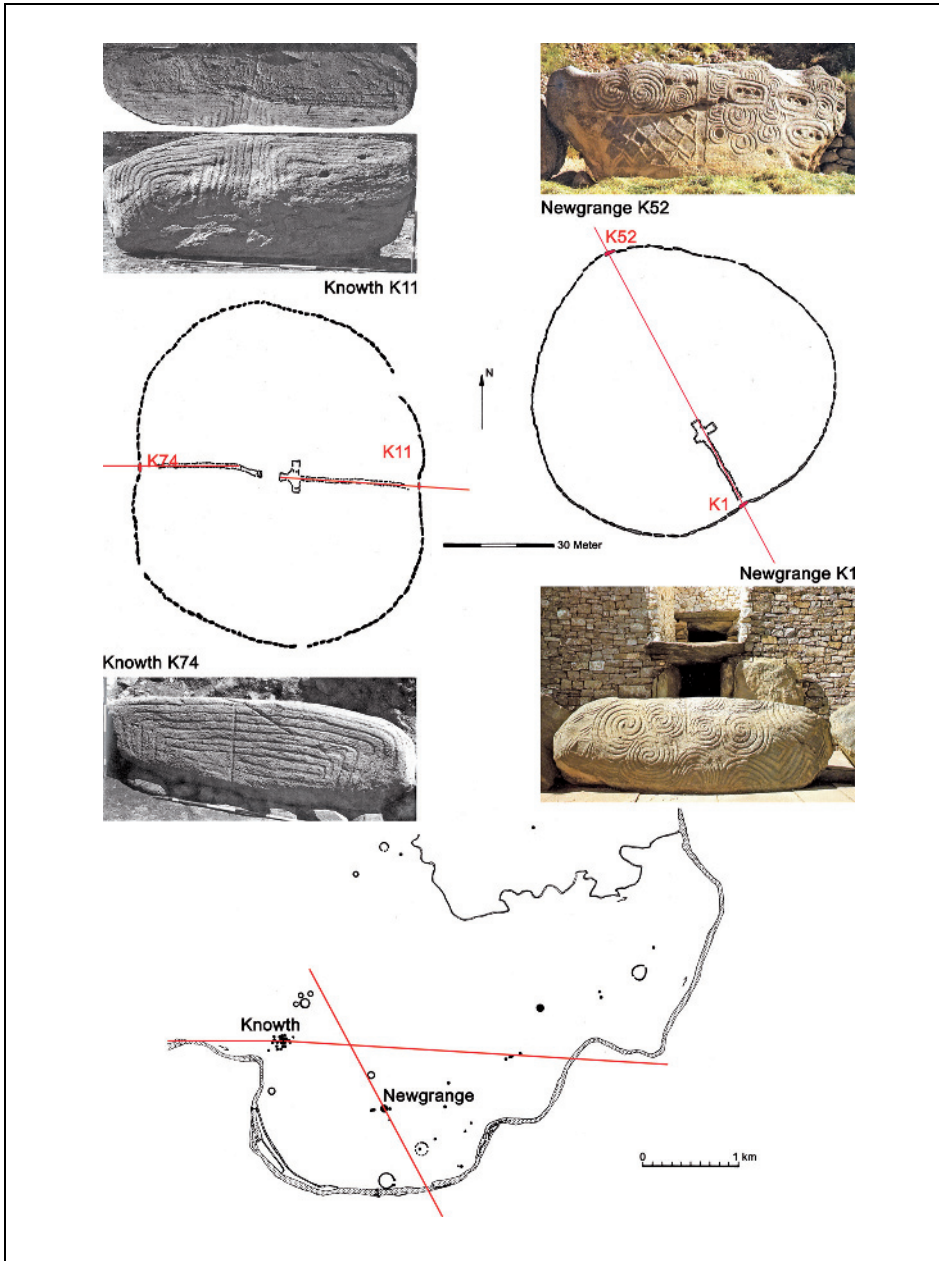 Newgrange K52
K52
Knowth K11
N
K74
K11
K1
30 Meter
Newgrange K1
Knowth K74
Knowth
Newgrange
0 1 km